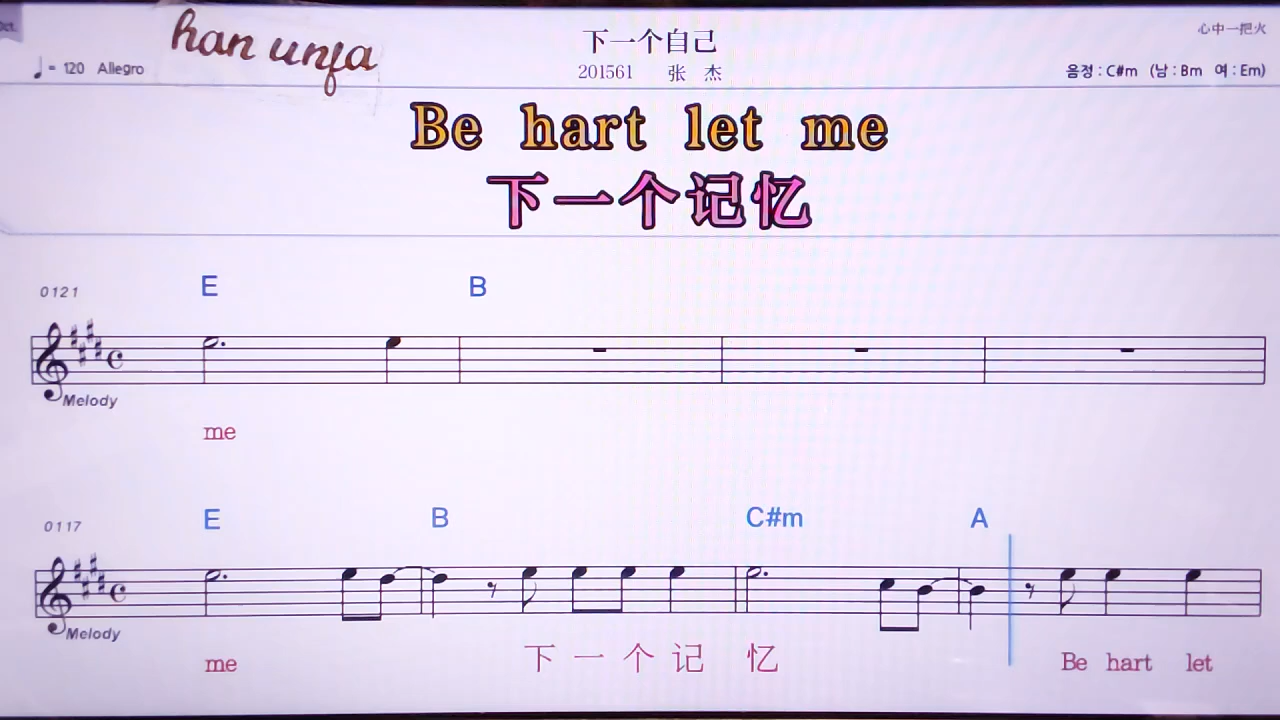 Oct.
han unfa
下一个自己
心中一把火
= 120 Allegro
201561 张 杰
음정 : C#m (남 : Bm 여 : Em)
Be hart let me
下一个记忆
0121
E B
Melody
me
0117
E B C#m A
Melody
me 下 一 个 记 忆 Be hart let